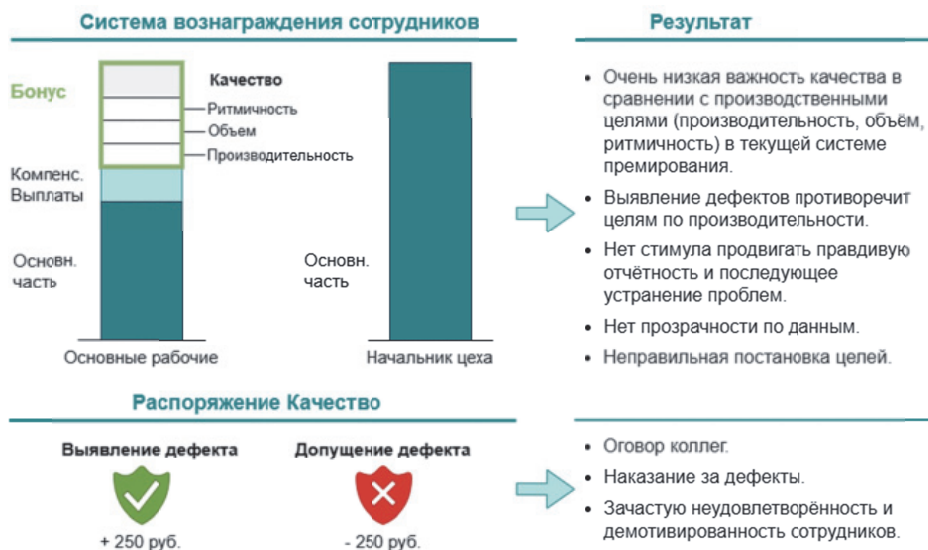 Система вознаграждения сотрудников
Бонус
Качество
Ритмичность
Объем
Производительность
Компенс.
Выплаты
Основн.
часть
Основные рабочие
Основн.
часть
Начальник цеха
Результат
• Очень низкая важность качества в
сравнении с производственными
целями (производительность, объём,
ритмичность) в текущей системе
премирования.
• Выявление дефектов противоречит
целям по производительности.
• Нет стимула продвигать правдивую
отчётность и последующее
устранение проблем.
• Нет прозрачности по данным.
• Неправильная постановка целей.
Распоряжение Качество
Выявление дефекта
+ 250 руб.
Допущение дефекта
- 250 руб.
• Оговор коллег.
• Наказание за дефекты.
• Зачастую неудовлетворённость и
демотивированность сотрудников.